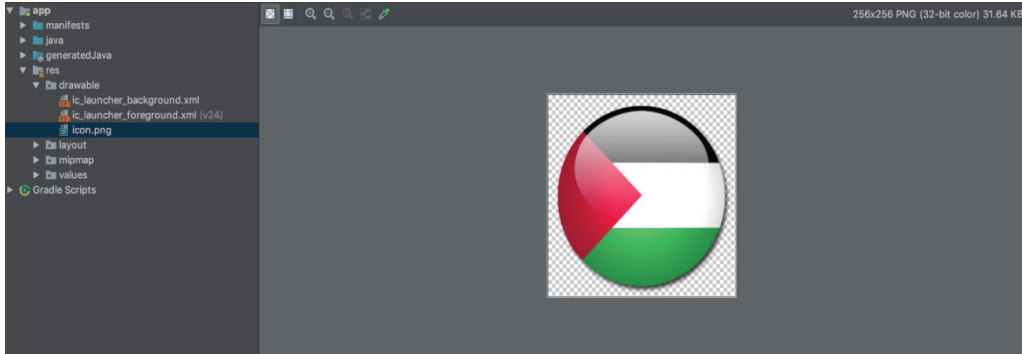 app
manifests
java
generatedJava
res
drawable
ic_launcher_background.xml
ic_launcher_foreground.xml (v24)
icon.png
layout
mipmap
values
Gradle Scripts
256x256 PNG (32-bit color) 31.64 KB